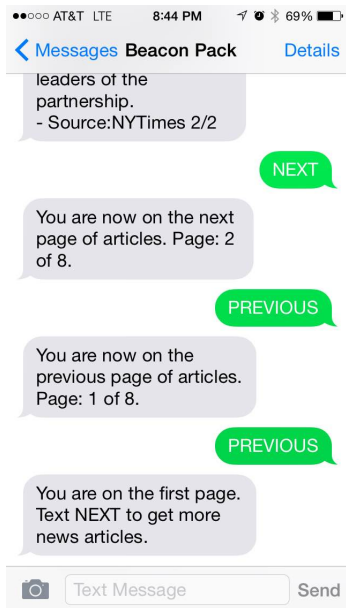 AT&T LTE 8:44 PM 69%
Messages Beacon Pack Details
leaders of the
partnership.
- Source:NYTimes 2/2
NEXT
You are now on the next
page of articles. Page: 2
of 8.
PREVIOUS
You are now on the
previous page of articles.
Page: 1 of 8.
PREVIOUS
You are on the first page.
Text NEXT to get more
news articles.
Text Message Send